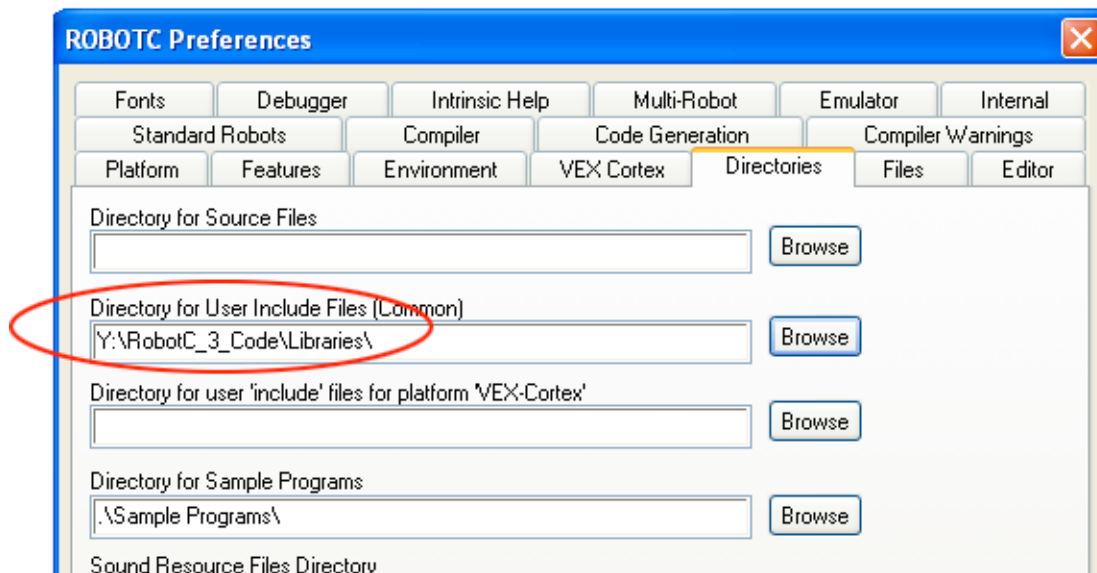 ROBOTC Preferences
Fonts Debugger Intrinsic Help Multi-Robot Emulator Internal
Standard Robots Compiler Code Generation Compiler Warnings
Platform Features Environment VEX Cortex Directories Files Editor
Directory for Source Files
Browse
Directory for User Include Files (Common)
Y:\RobotC_3_Code\Libraries\ Browse
Directory for user 'include' files for platform 'VEX-Cortex'
Browse
Directory for Sample Programs
.\Sample Programs\ Browse
Sound Resource Files Directory